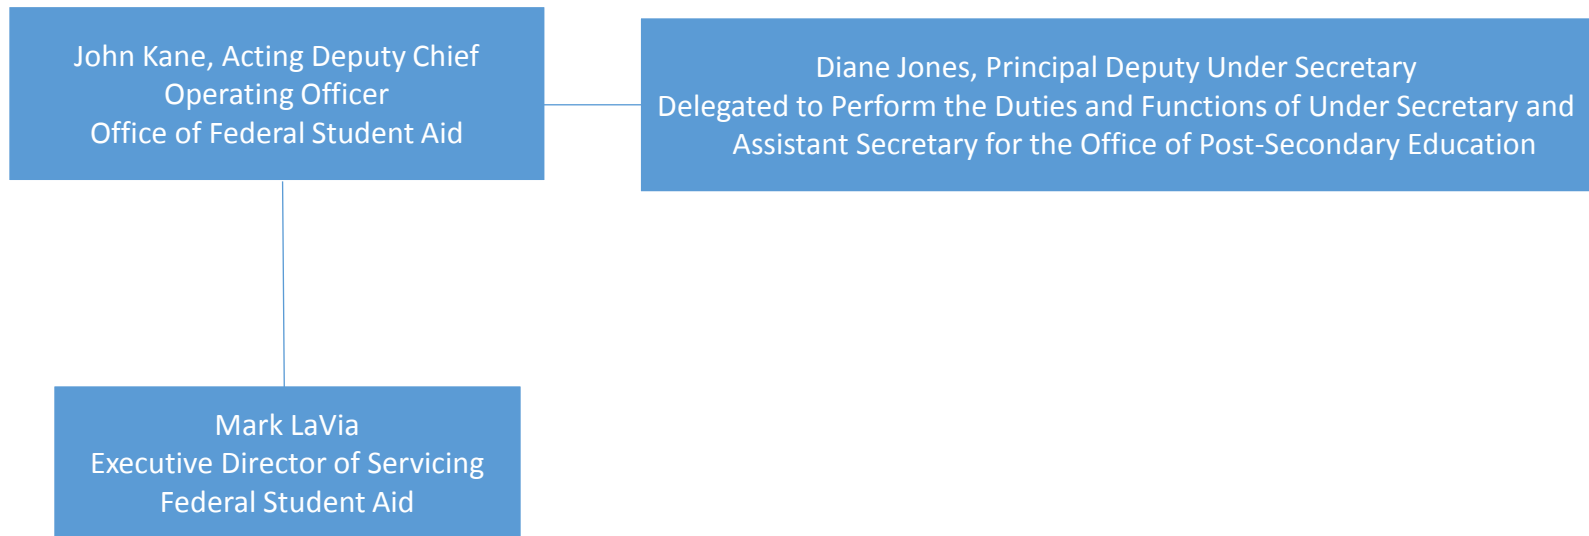 John Kane, Acting Deputy Chief
Operating Officer
Office of Federal Student Aid
Diane Jones, Principal Deputy Under Secretary
Delegated to Perform the Duties and Functions of Under Secretary and
Assistant Secretary for the Office of Post-Secondary Education
Mark LaVia
Executive Director of Servicing
Federal Student Aid